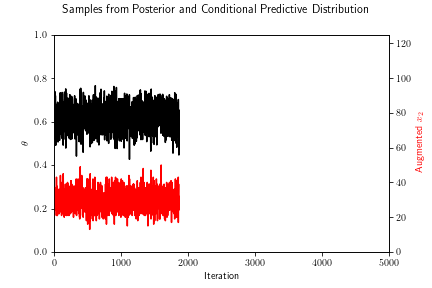 Samples from Posterior and Conditional Predictive Distribution
1.0
0.8
0.6
0.4
0.2
0.0
θ
120
100
80
60
40
20
0
Augmented x₂
0 1000 2000 3000 4000 5000
Iteration